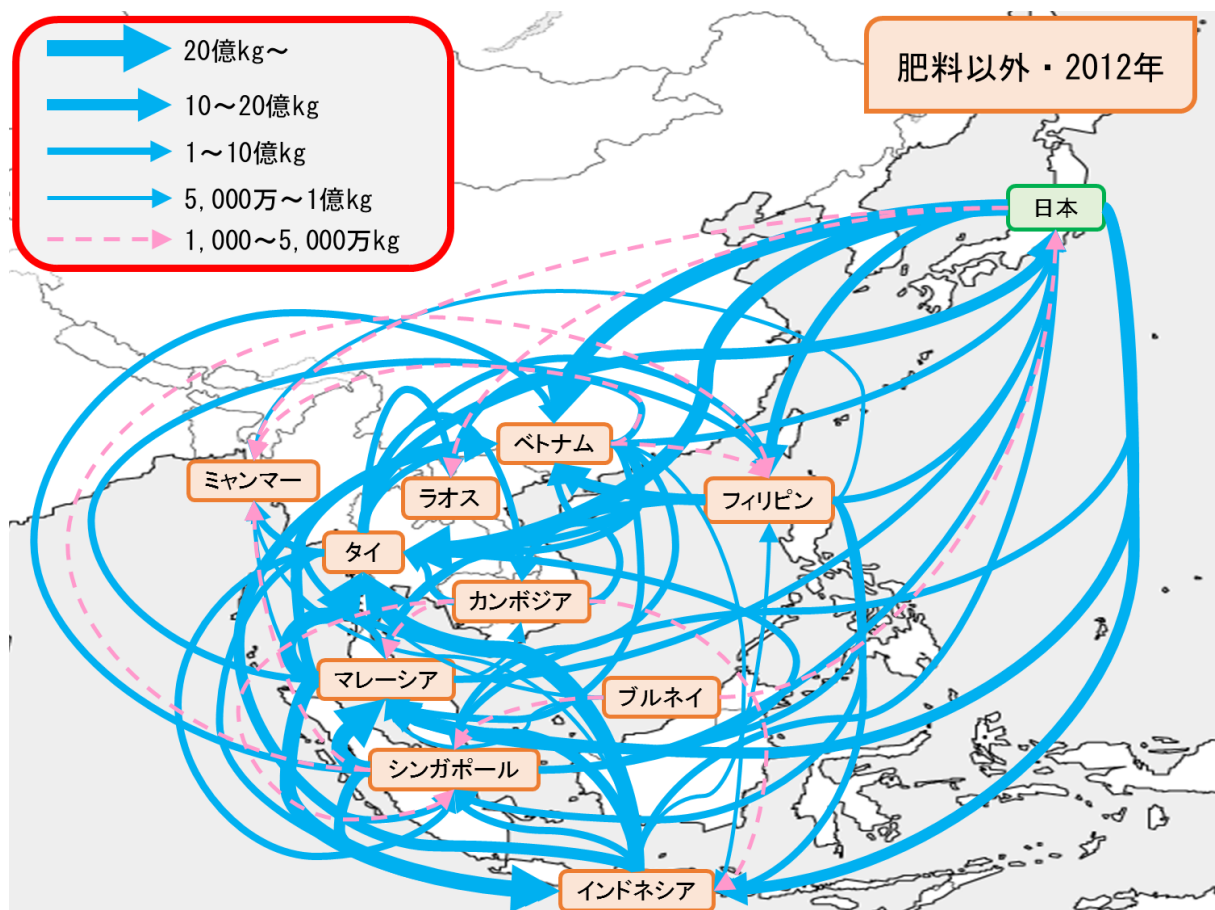 20億kg～
10～20億kg
1～10億kg
5,000万～1億kg
1,000～5,000万kg
肥料以外・2012年
日本
ベトナム
ミャンマー
ラオス
フィリピン
タイ
カンボジア
マレーシア
ブルネイ
シンガポール
インドネシア